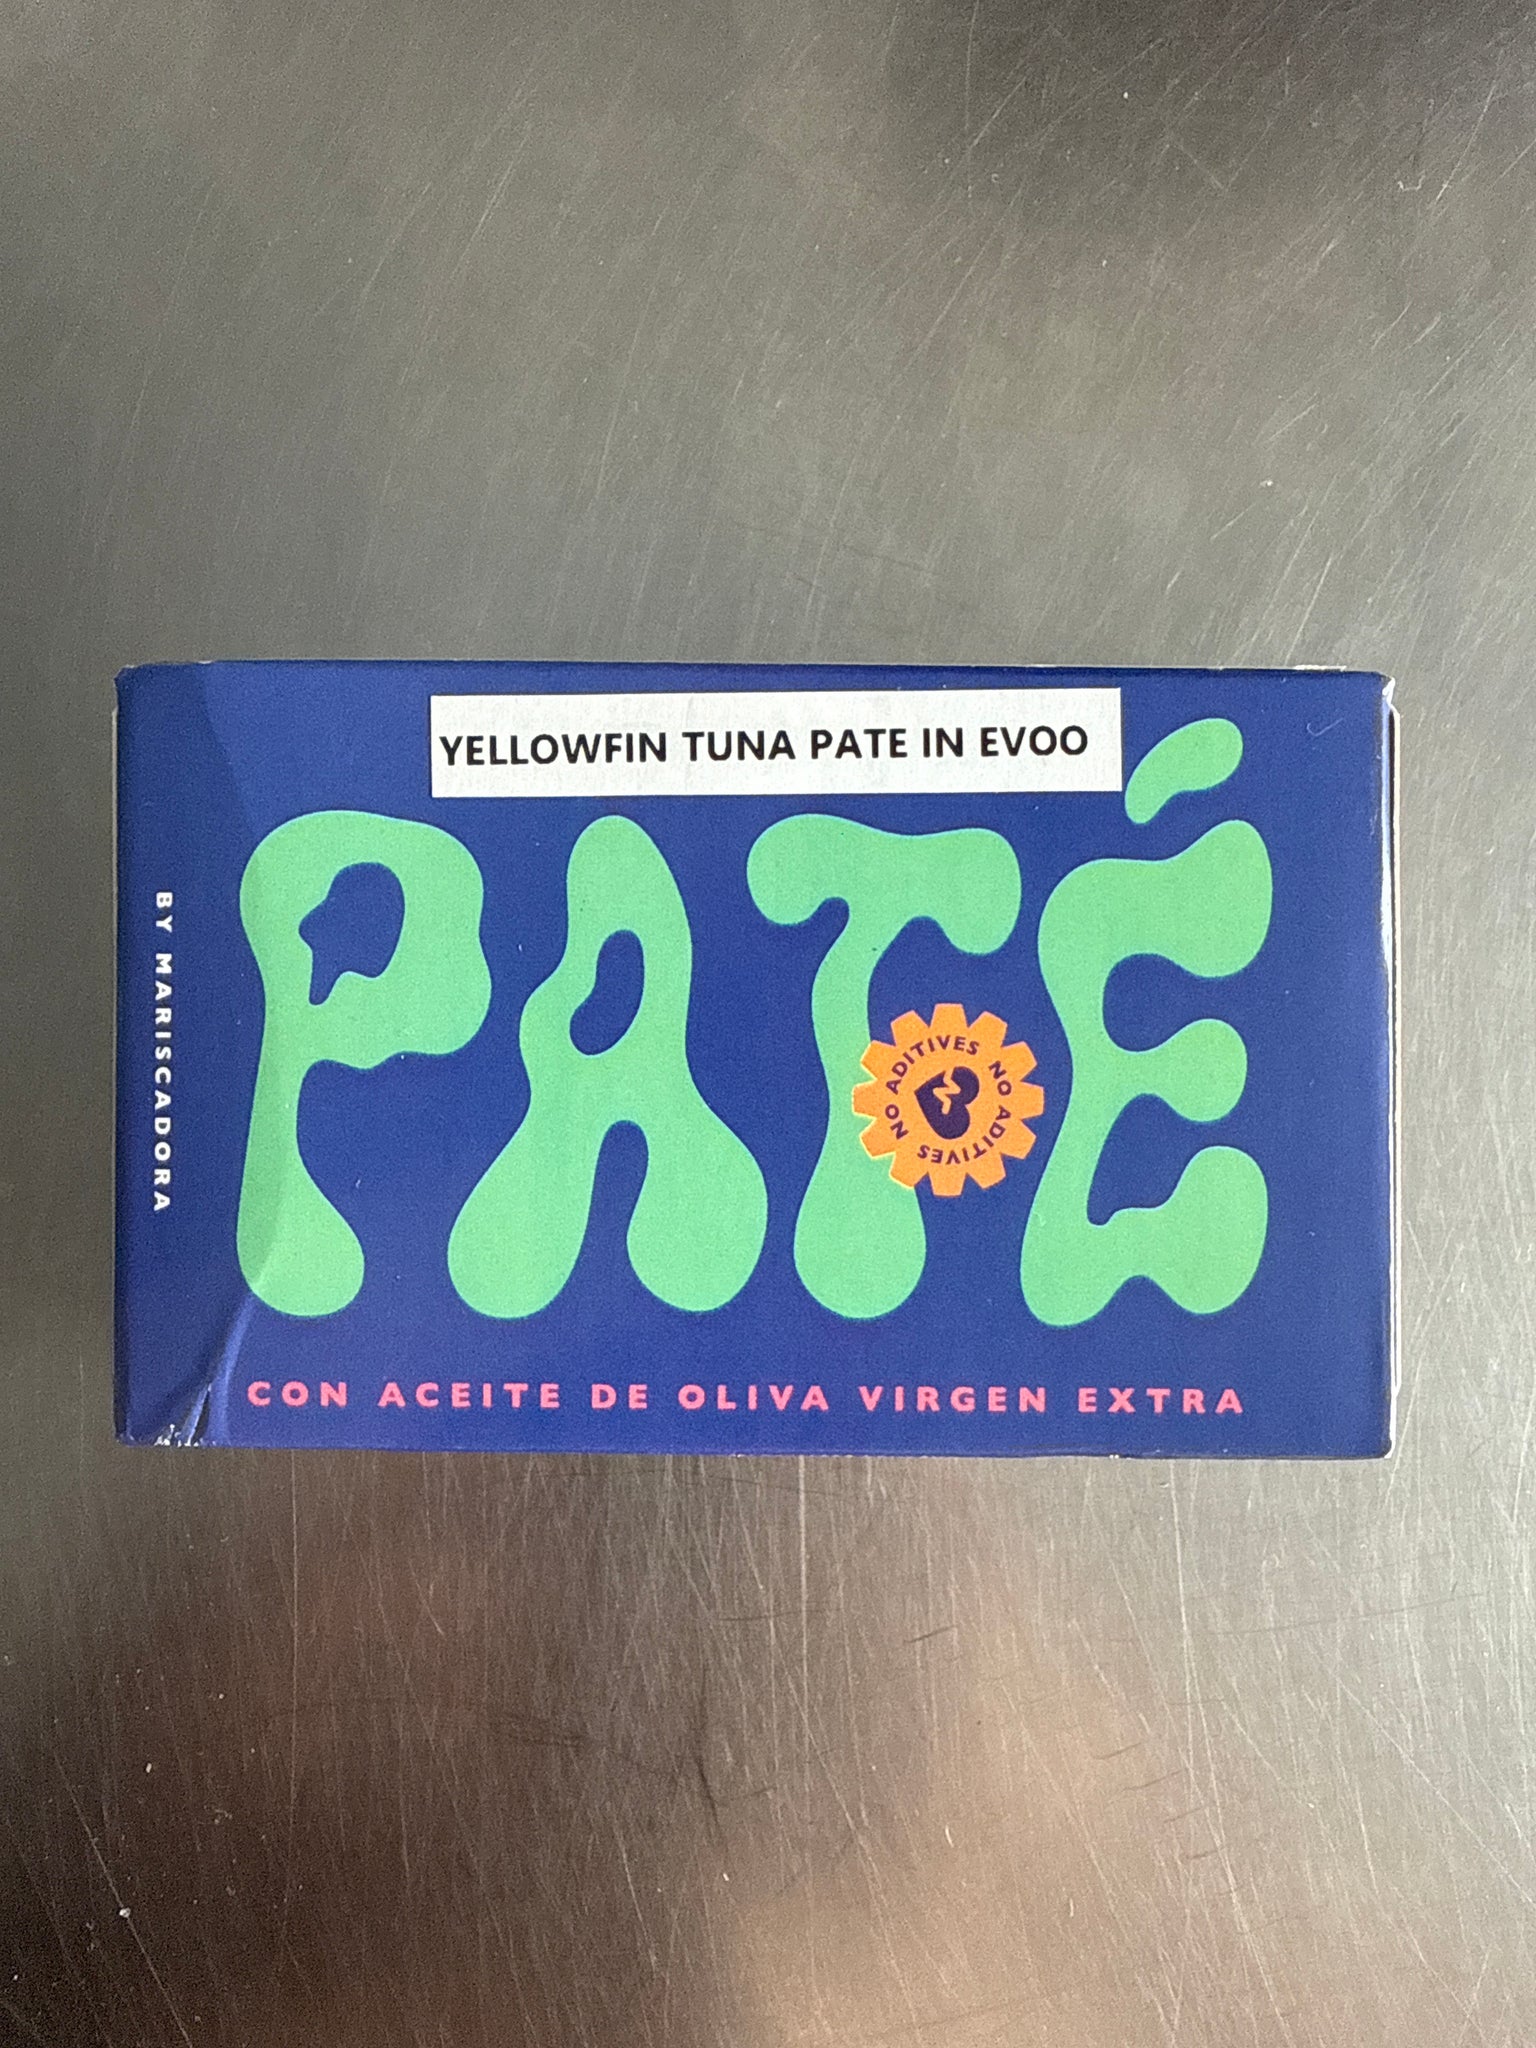 YELLOWFIN TUNA PATE IN EVOO
PATÉ
BY MARISCADORA
NO ADITIVES NO ADITIVES
CON ACEITE DE OLIVA VIRGEN EXTRA